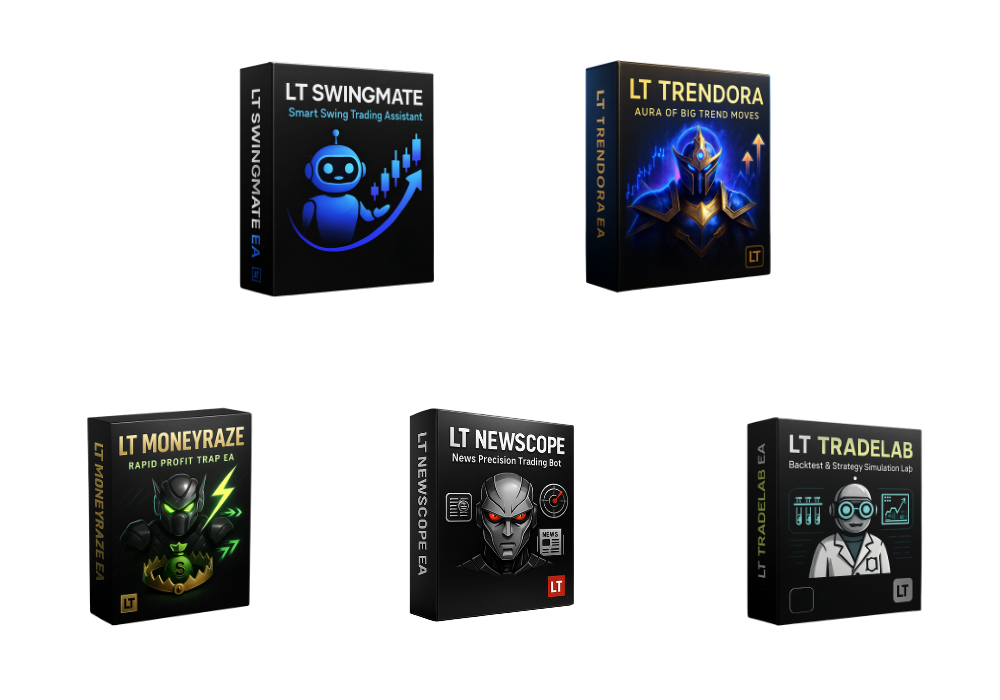 LT SWINGMATE
Smart Swing Trading Assistant
LT SWINGMATE EA
LT TRENDORA
AURA OF BIG TREND MOVES
LT TRENDORA EA
LT
LT MONEYRAZE
RAPID PROFIT TRAP EA
LT MONEYRAZE EA
$
LT
LT NEWSCOPE
News Precision Trading Bot
LT NEWSCOPE EA
NEWS
LT
LT TRADELAB
Backtest & Strategy Simulation Lab
LT TRADELAB EA
LT